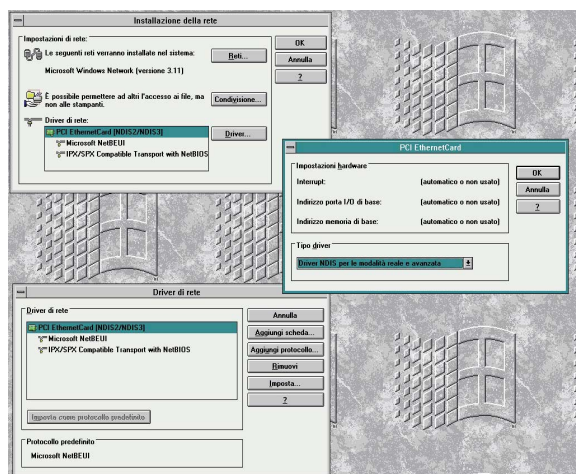 Installazione della rete
Impostazioni di rete:
Le seguenti reti verranno installate nel sistema:
Microsoft Windows Network (versione 3.11)
È possibile permettere ad altri l'accesso ai file, ma
non alle stampanti.
Driver di rete:
PCI EthernetCard [NDIS2/NDIS3]
Microsoft NetBEUI
IPX/SPX Compatible Transport with NetBIOS
Reti...
Condivisione...
Driver...
OK
Annulla
?
PCI EthernetCard
Impostazioni hardware
Interrupt: (automatico o non usato)
Indirizzo porta I/O di base: (automatico o non usato)
Indirizzo memoria di base: (automatico o non usato)
Tipo driver
Driver NDIS per le modalità reale e avanzata
OK
Annulla
?
Driver di rete
Driver di rete
PCI EthernetCard [NDIS2/NDIS3]
Microsoft NetBEUI
IPX/SPX Compatible Transport with NetBIOS
Imposta come protocollo predefinito
Protocollo predefinito
Microsoft NetBEUI
Annulla
Aggiungi scheda...
Aggiungi protocollo...
Rimuovi
Imposta...
?